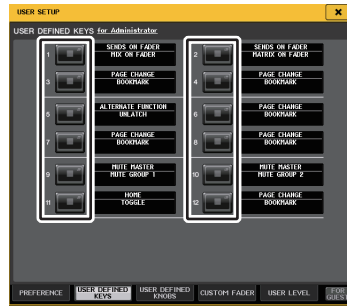 USER SETUP
USER DEFINED KEYS for Administrator
1 SENDS ON FADER
MIX ON FADER
2 SENDS ON FADER
MATRIX ON FADER
3 PAGE CHANGE
BOOKMARK
4 PAGE CHANGE
BOOKMARK
5 ALTERNATE FUNCTION
UNLATCH
6 PAGE CHANGE
BOOKMARK
7 PAGE CHANGE
BOOKMARK
8 PAGE CHANGE
BOOKMARK
9 MUTE MASTER
MUTE GROUP 1
10 MUTE MASTER
MUTE GROUP 2
11 HOME
TOGGLE
12 PAGE CHANGE
BOOKMARK
PREFERENCE
USER DEFINED
KEYS
USER DEFINED
KNOBS
CUSTOM FADER
USER LEVEL
FOR
GUEST